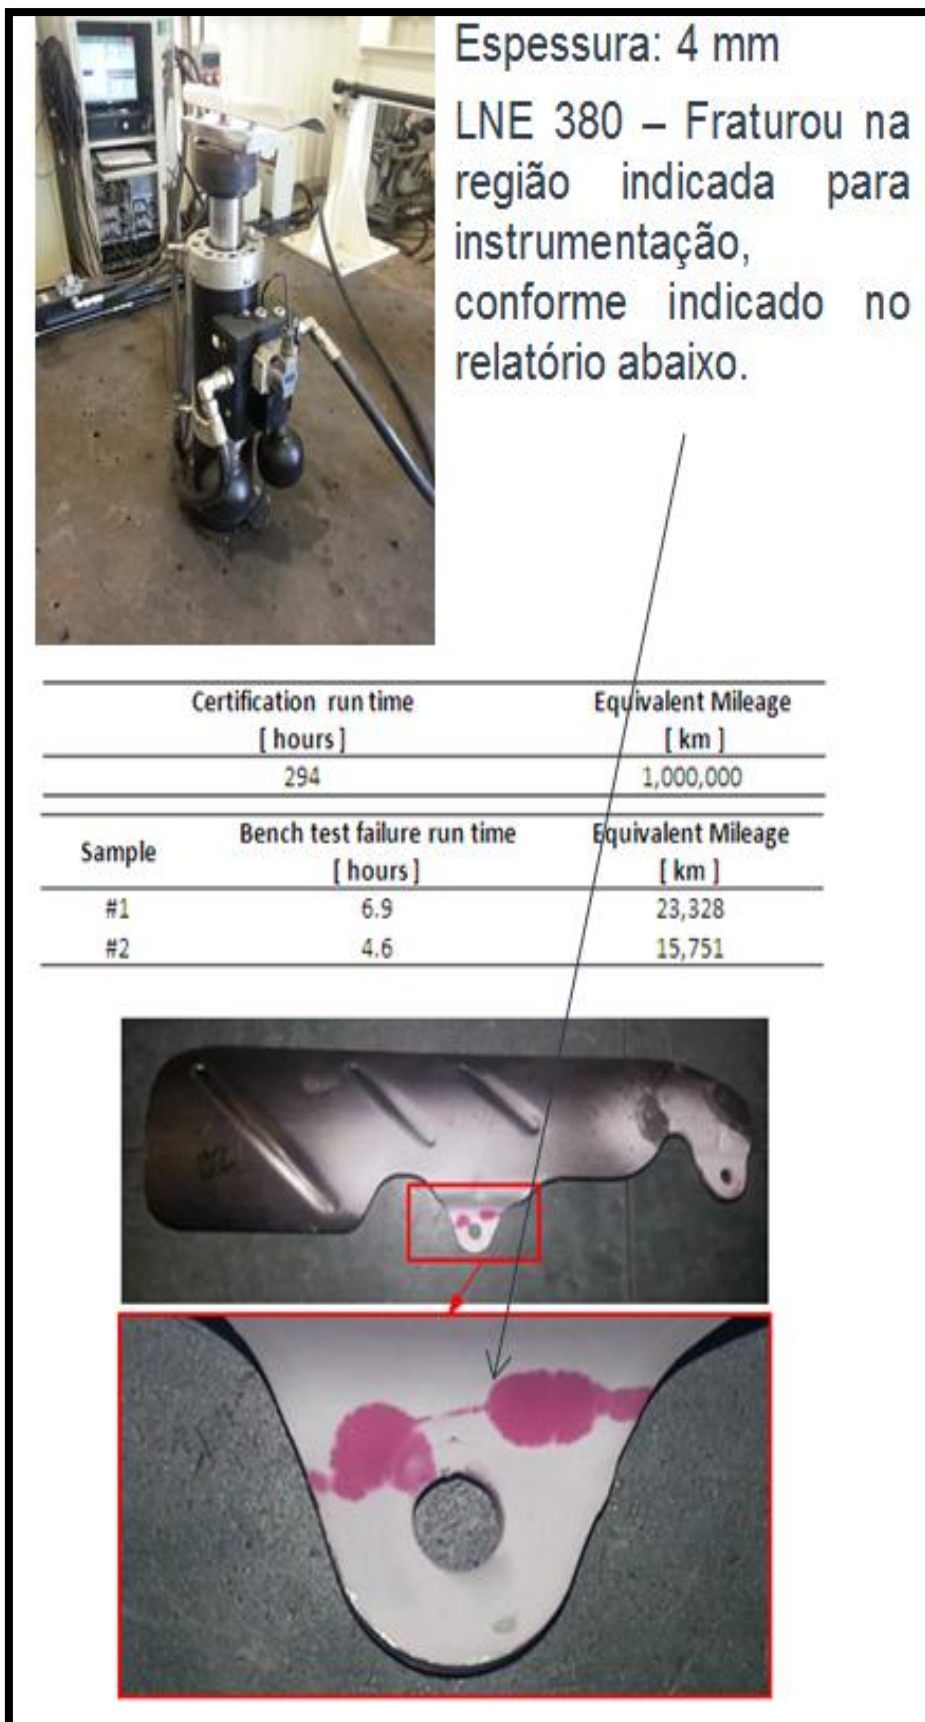 Espessura: 4 mm
LNE 380 – Fraturou na
região indicada para
instrumentação,
conforme indicado no
relatório abaixo.
Certification run time Equivalent Mileage
[ hours ] [ km ]
294 1,000,000
Sample Bench test failure run time Equivalent Mileage
[ hours ] [ km ]
#1 6.9 23,328
#2 4.6 15,751
02